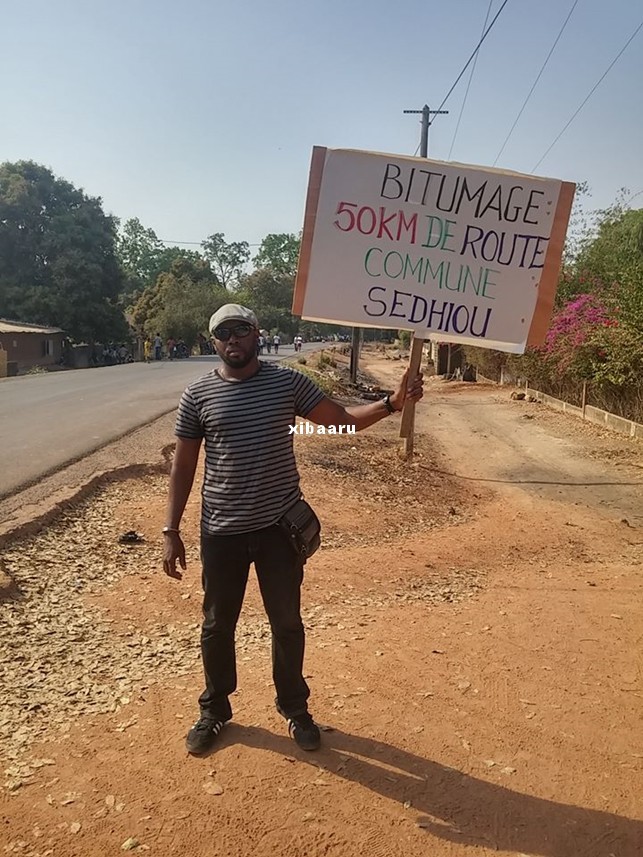 BITUMAGE:
50KM DE ROUTE
COMMUNE
SEDHIOU
xibaaru